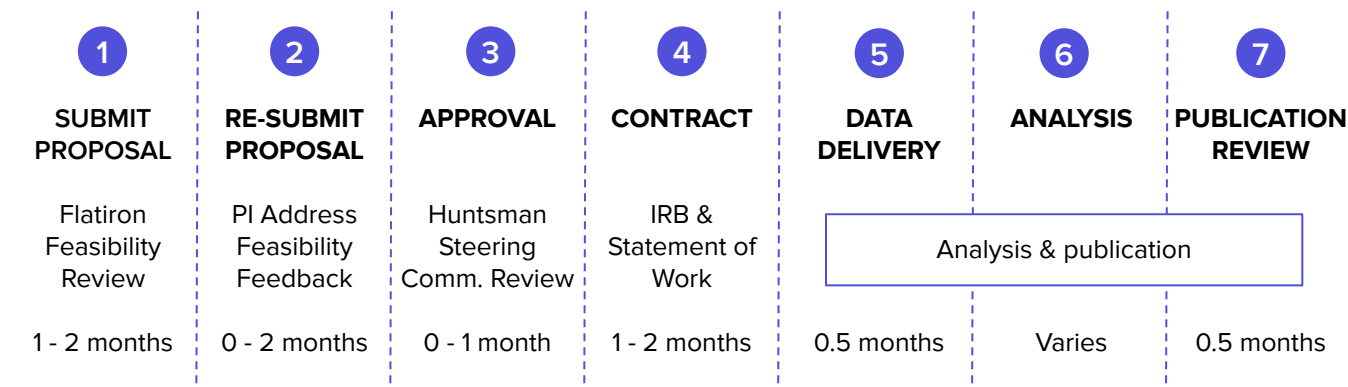 1
SUBMIT
PROPOSAL
Flatiron
Feasibility
Review
1 - 2 months
2
RE-SUBMIT
PROPOSAL
PI Address
Feasibility
Feedback
0 - 2 months
3
APPROVAL
Huntsman
Steering
Comm. Review
0 - 1 month
4
CONTRACT
IRB &
Statement of
Work
1 - 2 months
5
DATA
DELIVERY
6
ANALYSIS
7
PUBLICATION
REVIEW
Analysis & publication
0.5 months
Varies
0.5 months